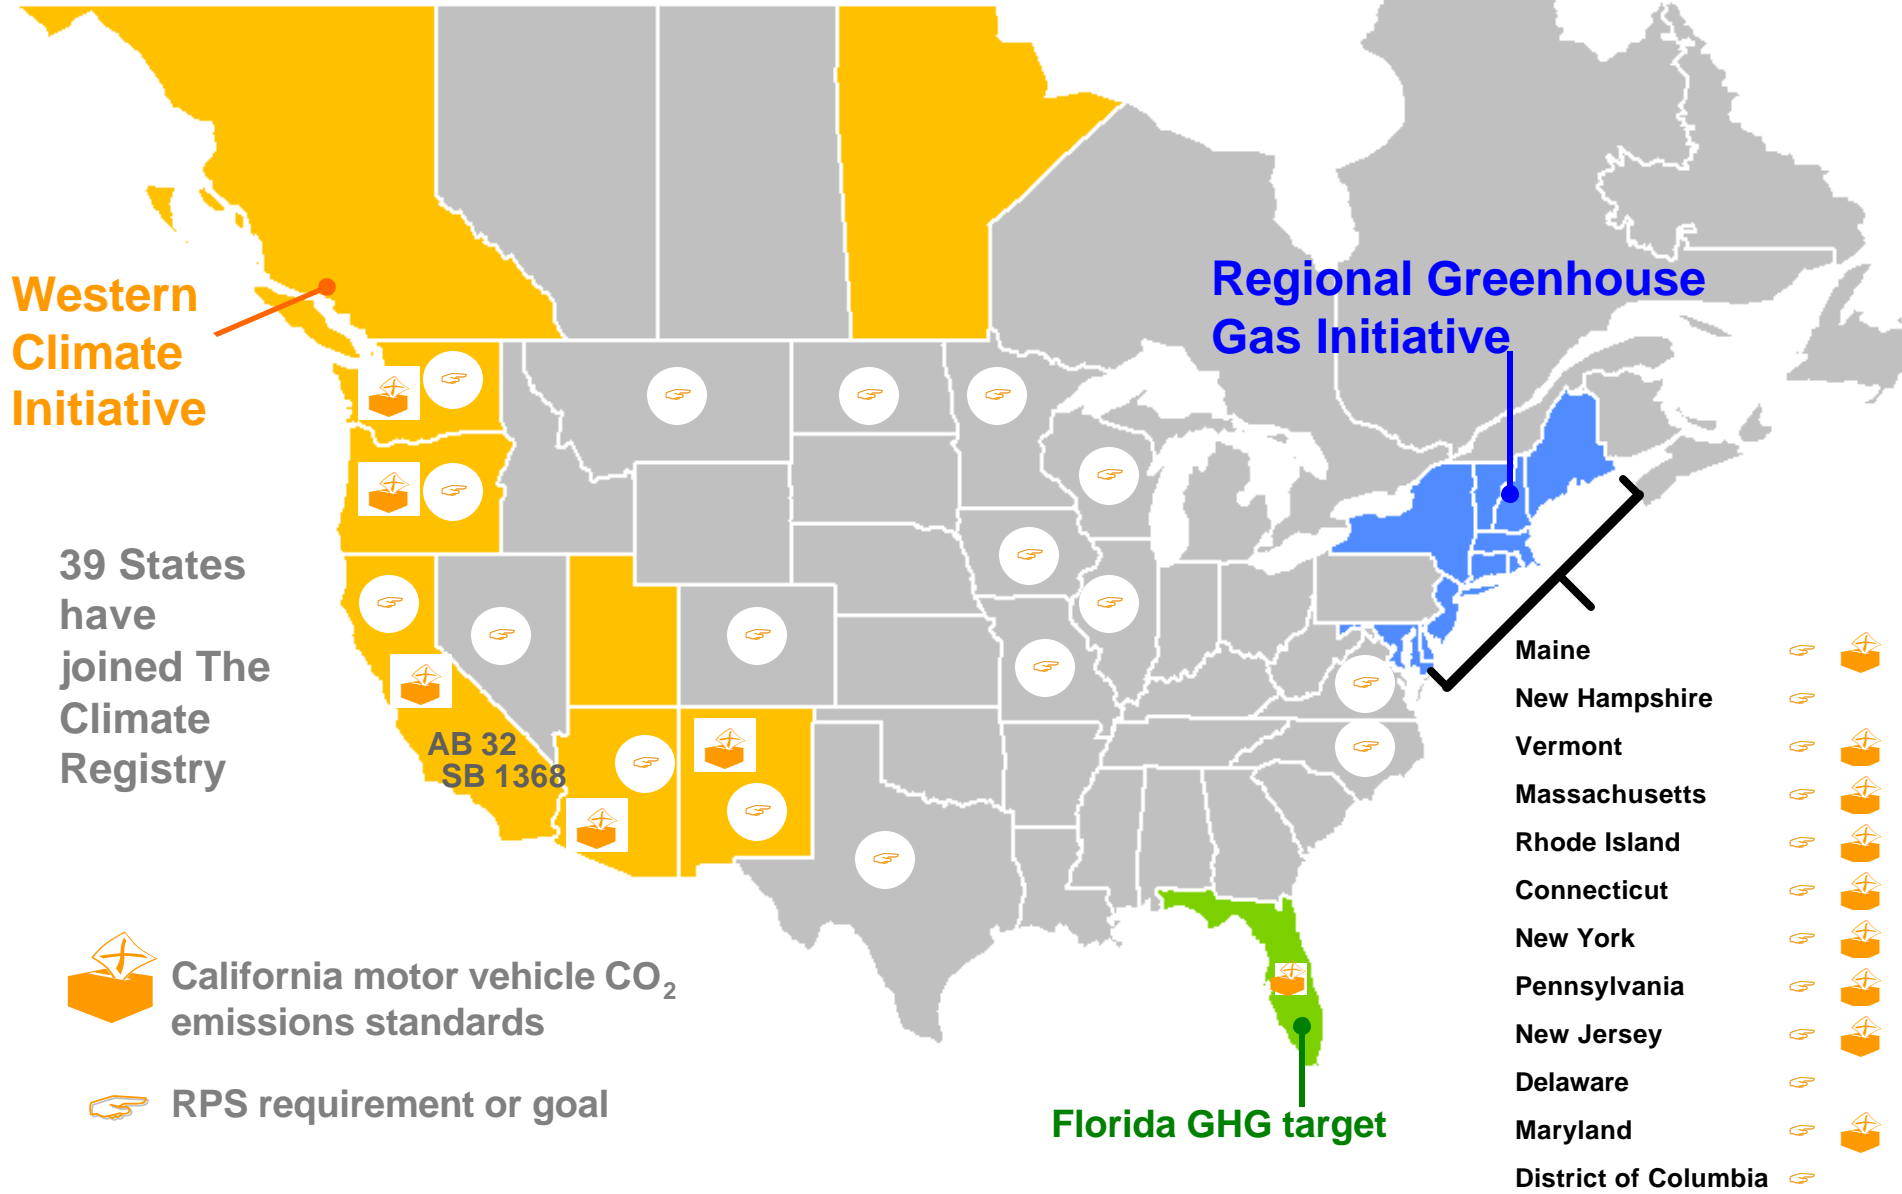 Western
Climate
Initiative
Regional Greenhouse
Gas Initiative
39 States
have
joined The
Climate
Registry
AB 32
SB 1368
California motor vehicle CO₂
emissions standards
RPS requirement or goal
Florida GHG target
Maine
New Hampshire
Vermont
Massachusetts
Rhode Island
Connecticut
New York
Pennsylvania
New Jersey
Delaware
Maryland
District of Columbia